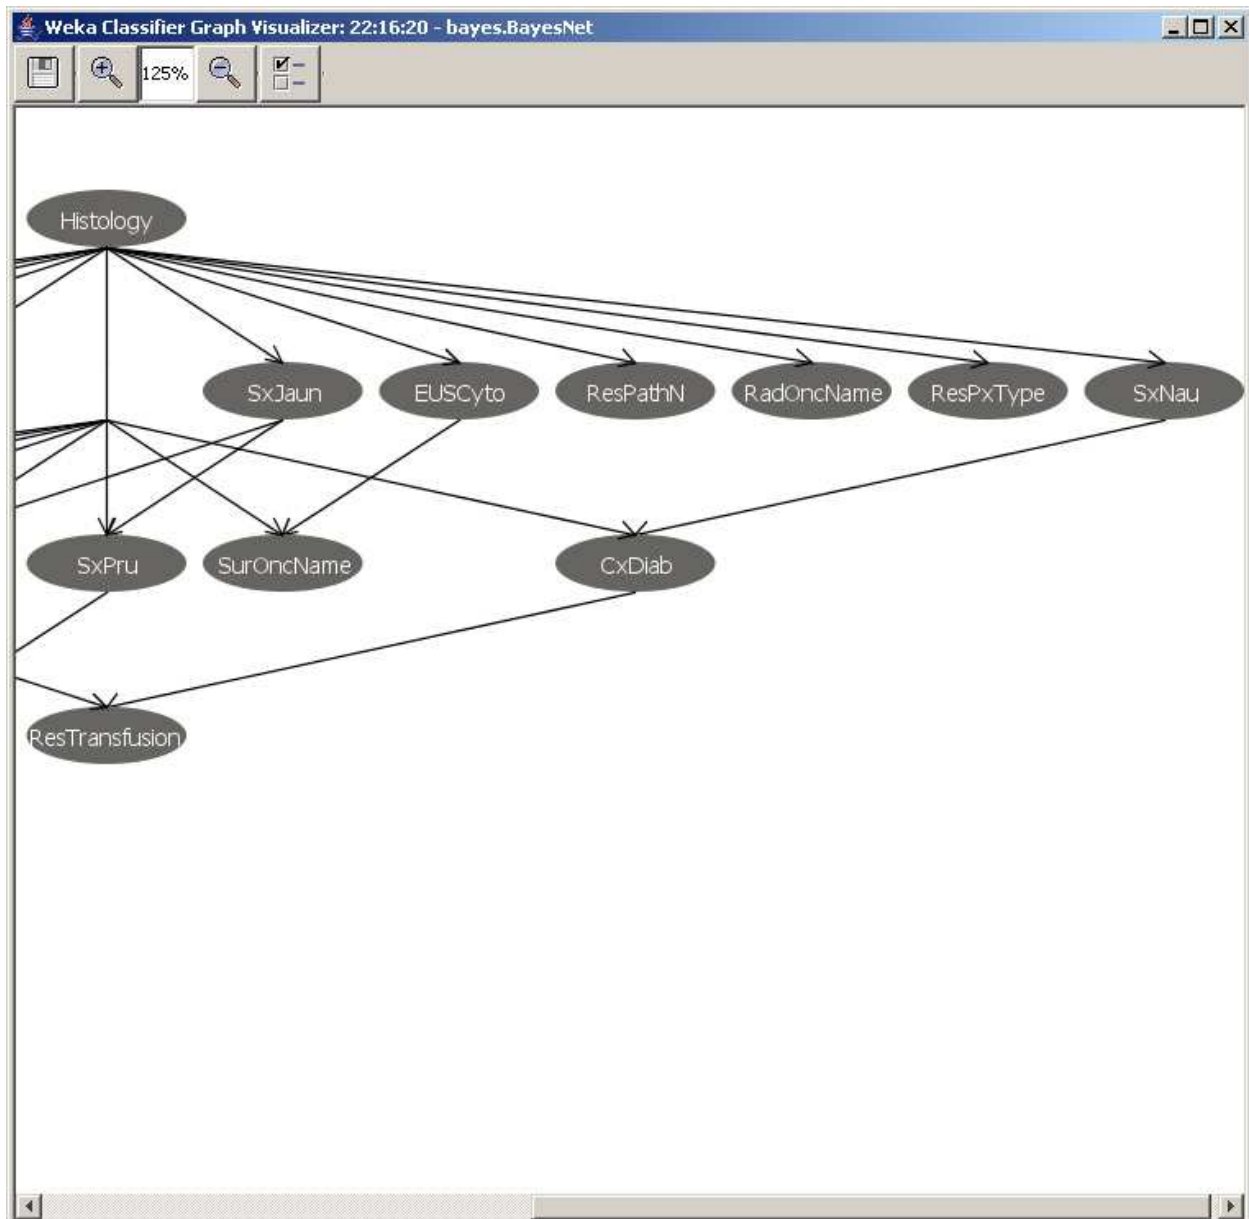 Weka Classifier Graph Visualizer: 22:16:20 - bayes.BayesNet
125%
Histology
SxJaun EUSCyto ResPathN RadOncName ResPxType SxNau
SxPru SurOncName CxDiab
ResTransfusion